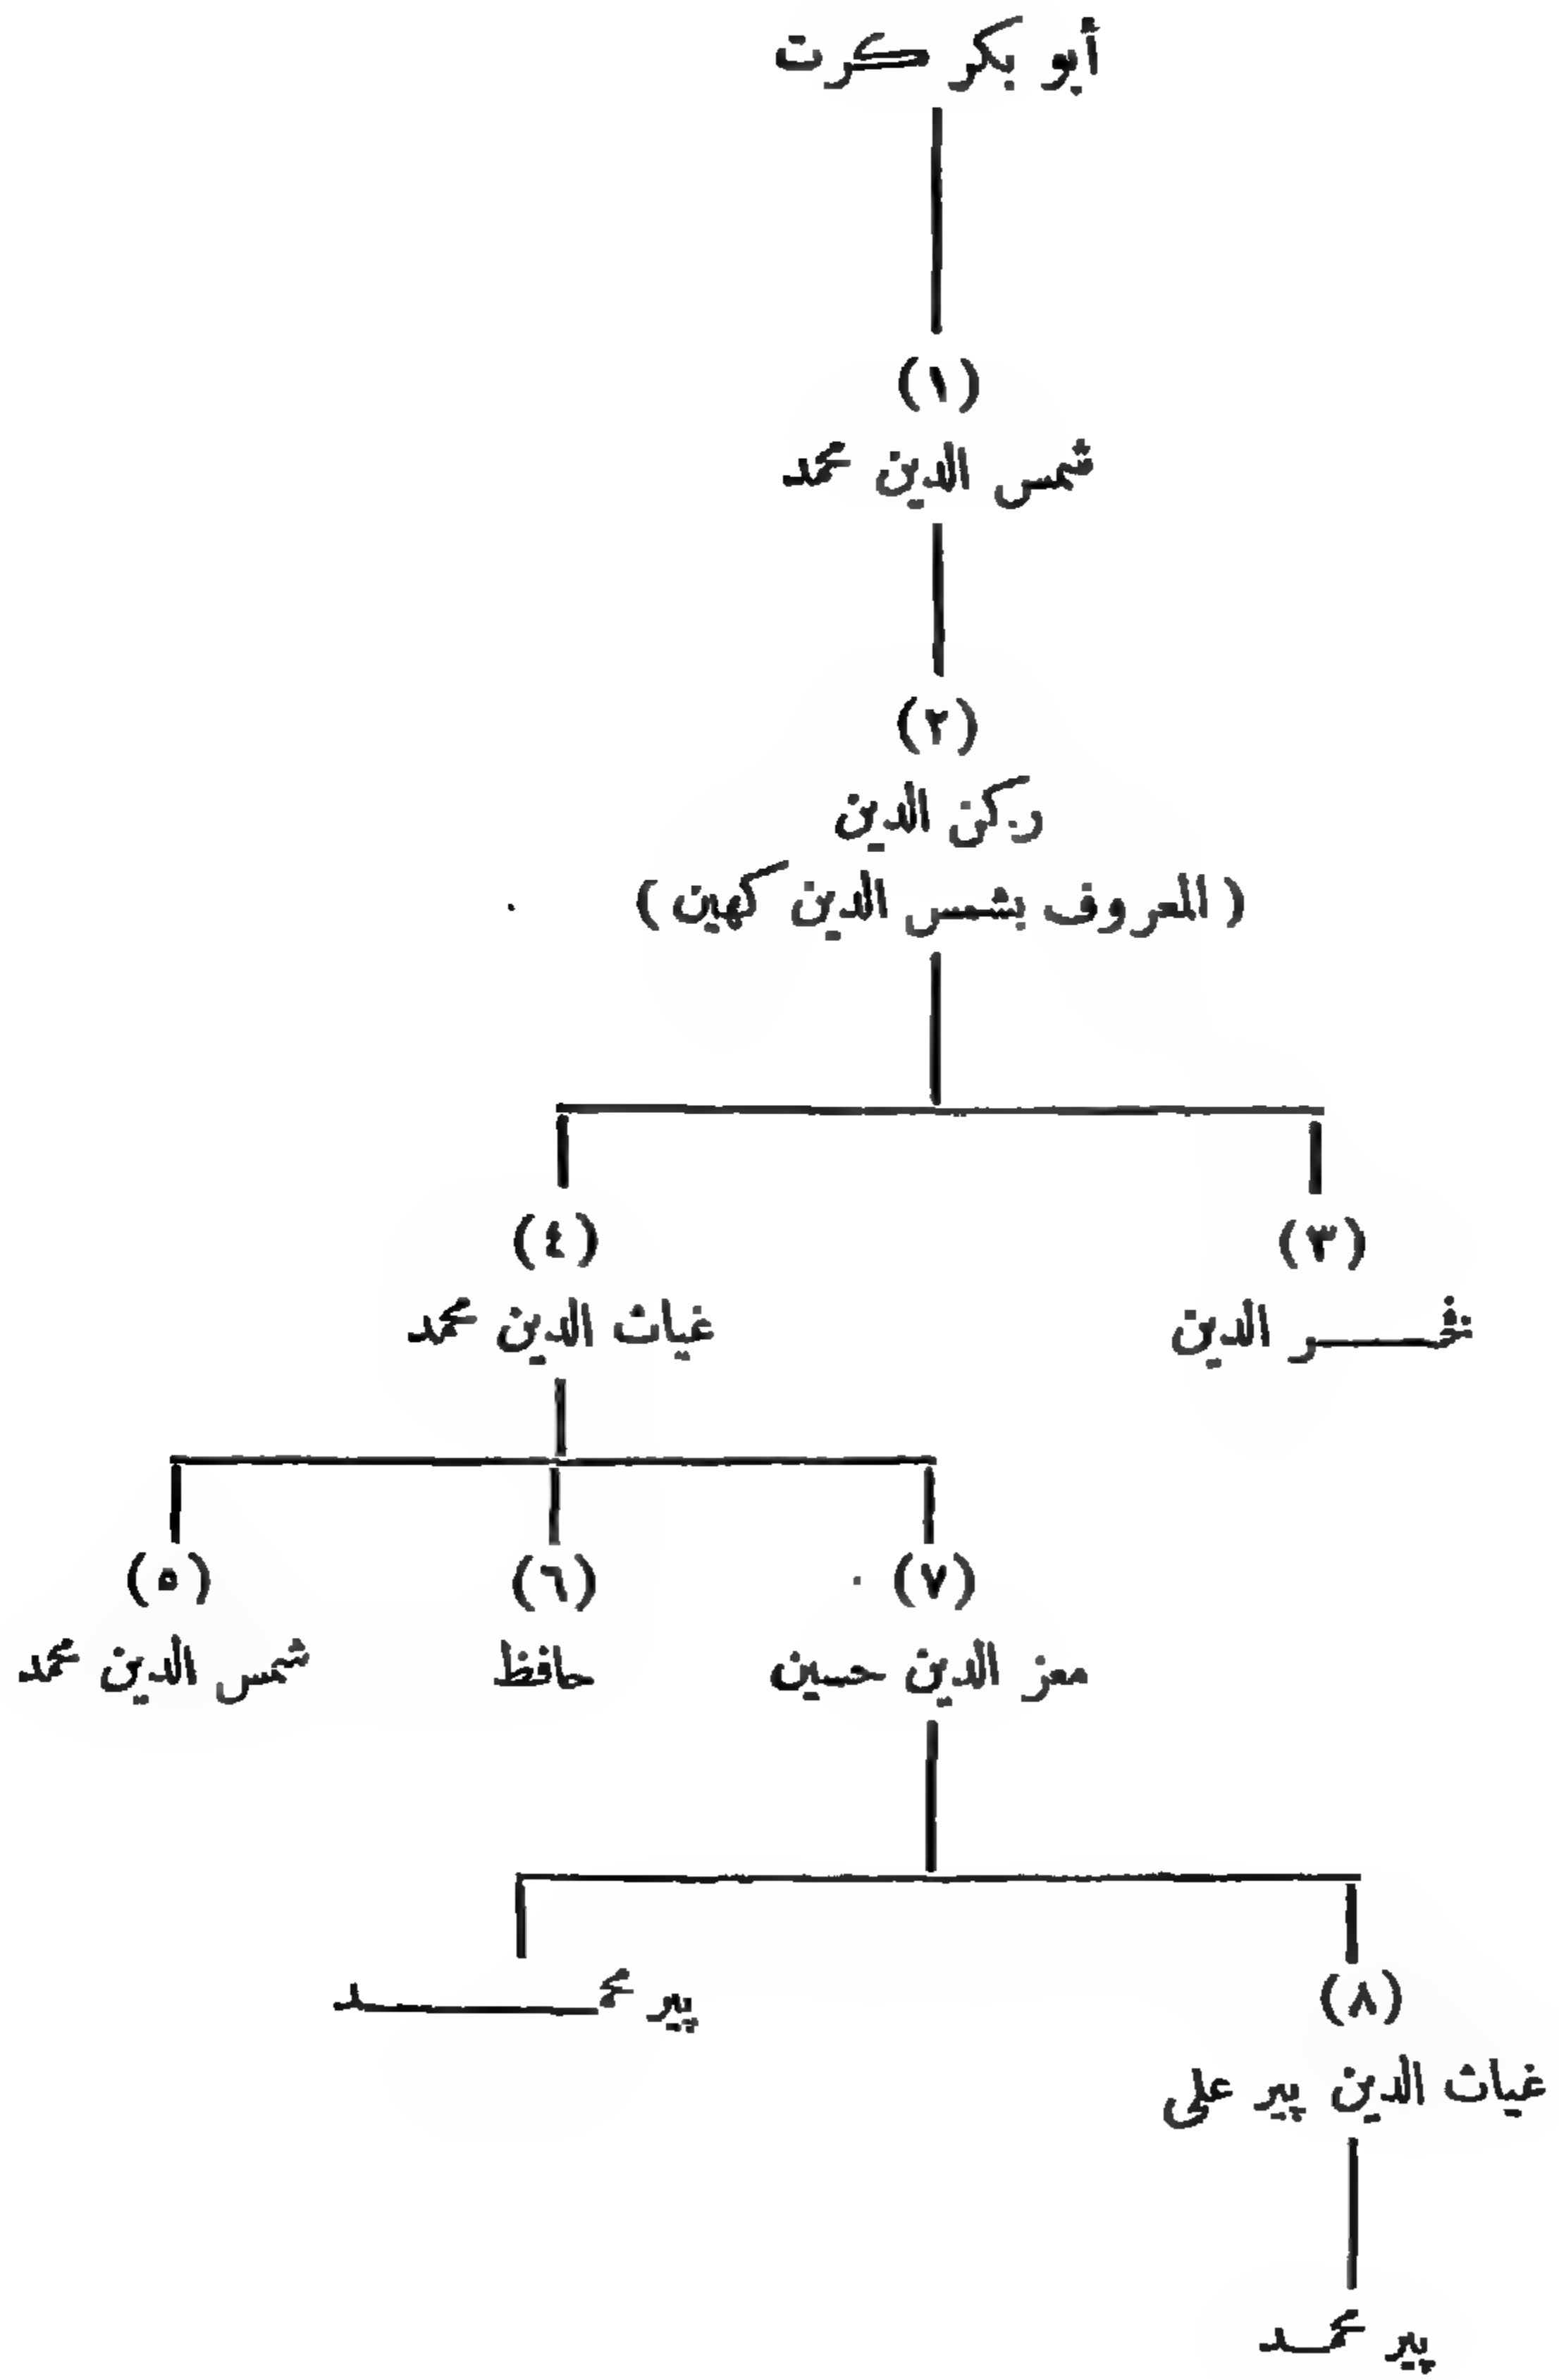 أبو بكر كرت
(١)
شمس الدين محمد
(٢)
ركن الدين
(المعروف بشمس الدين كهين)
(٣)
فخر الدين
(٤)
غياث الدين محمد
(٧)
معز الدين حسين
(٦)
حافظ
(٥)
شمس الدين محمد
(٨)
غياث الدين پير على
پير محمد
پير محمد